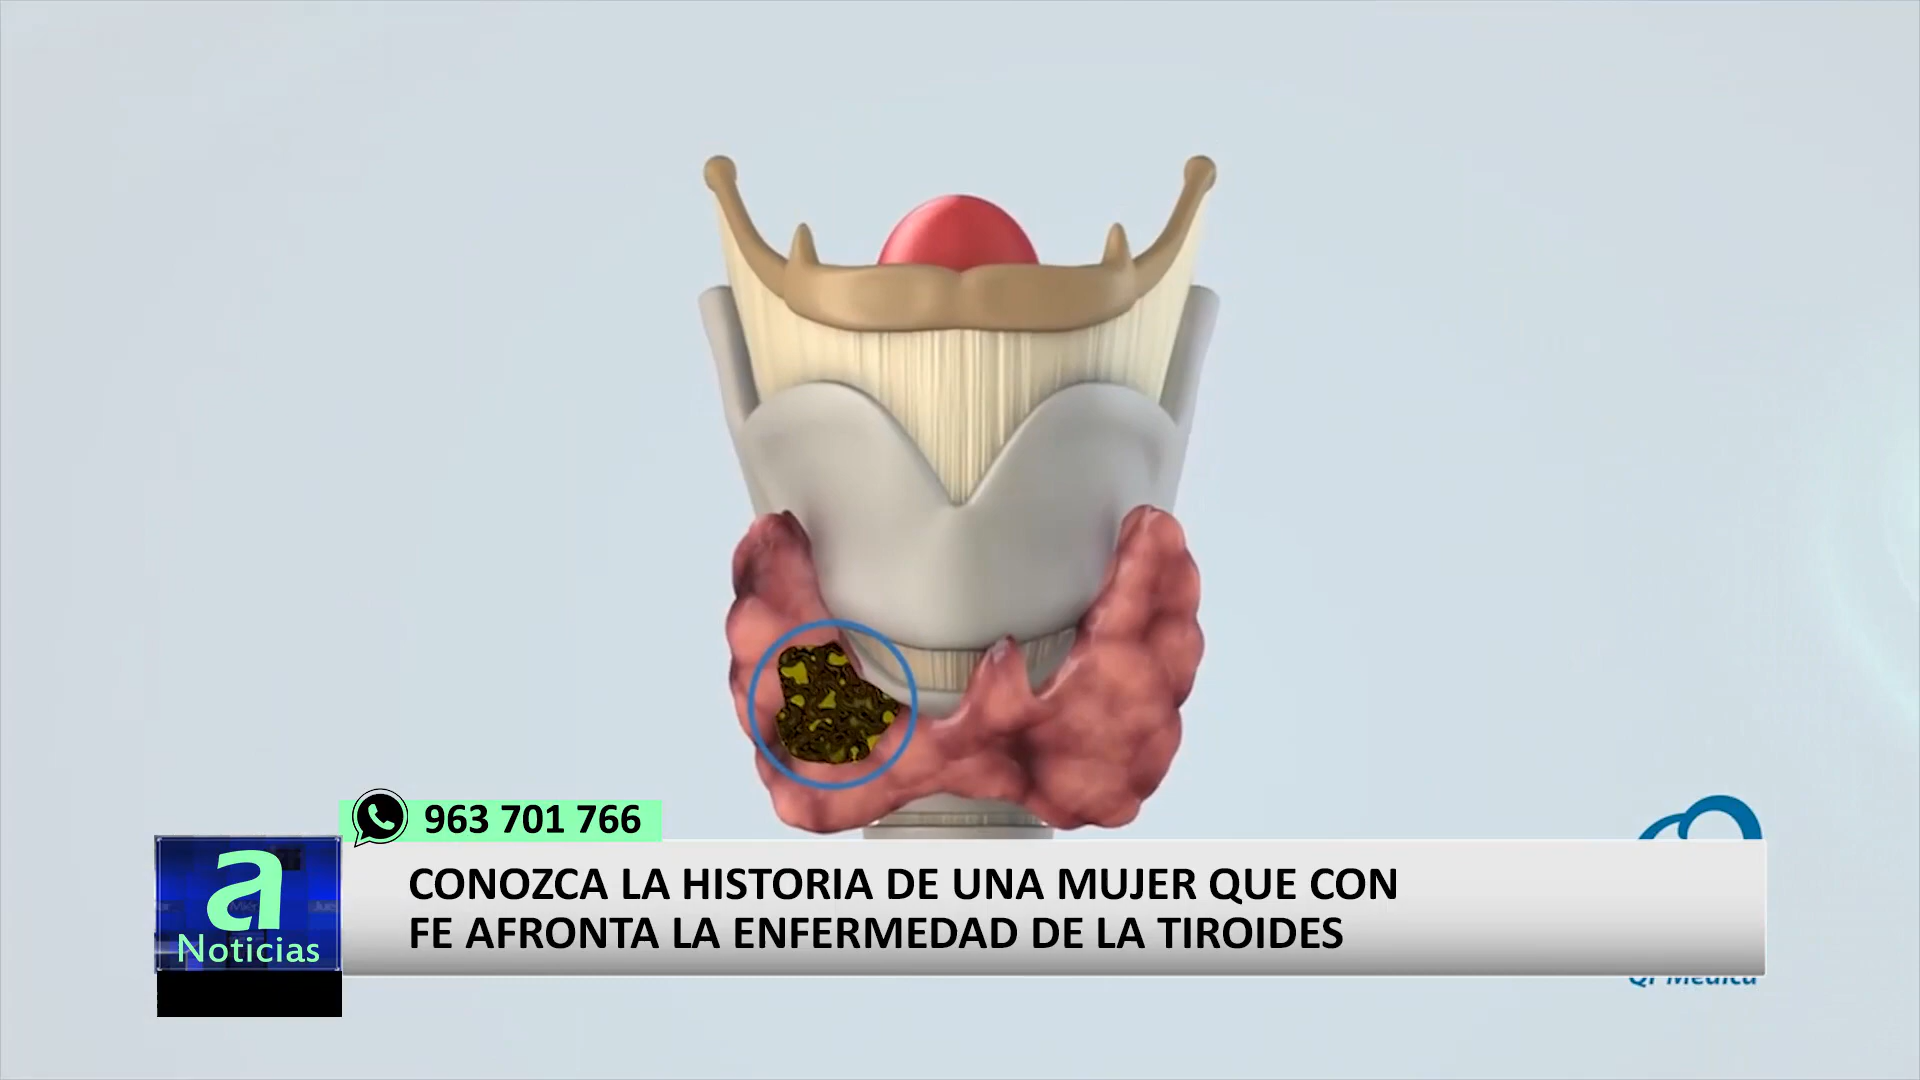 963 701 766
CONOZCA LA HISTORIA DE UNA MUJER QUE CON
FE AFRONTA LA ENFERMEDAD DE LA TIROIDES
a
Noticias